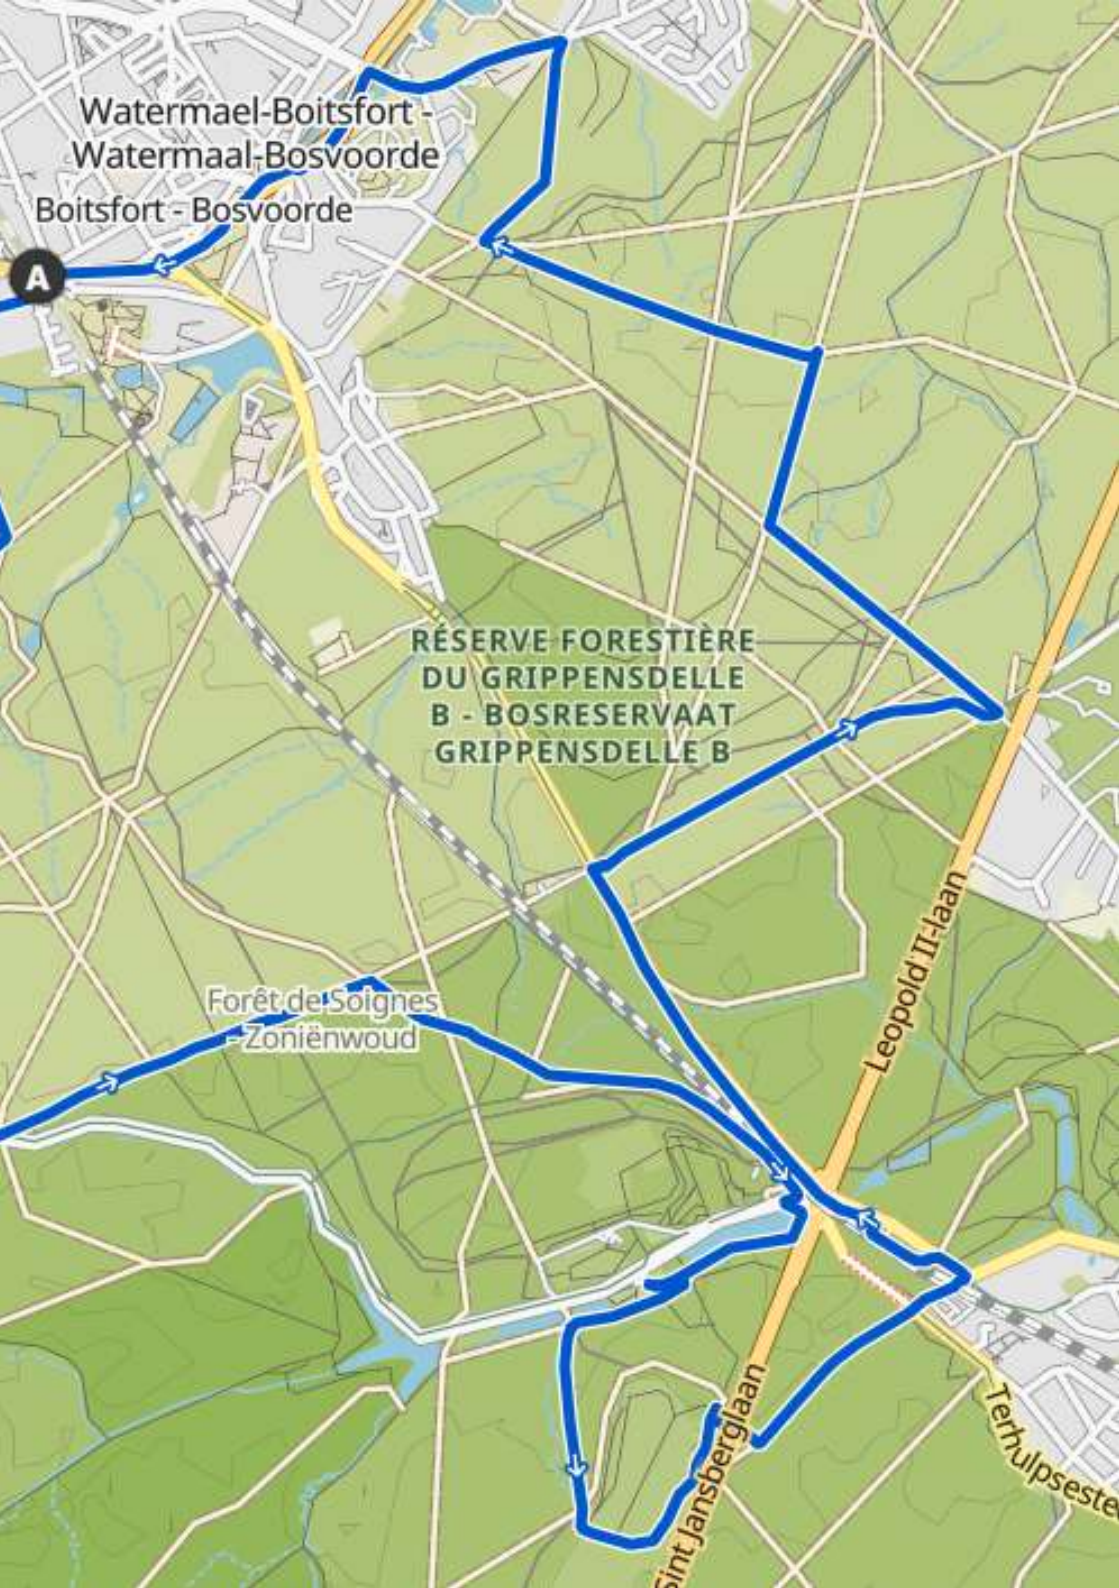 Watermael-Boitsfort -
Watermaal-Bosvoorde
Boitsfort - Bosvoorde
A
RÉSERVE FORESTIÈRE
DU GRIPPENSDELLE
B - BOSRESERVAAT
GRIPPENSDELLE B
Leopold II-laan
Forêt de Soignes
- Zoniënwoud
Sint Jansberglaan
Terhulpseste